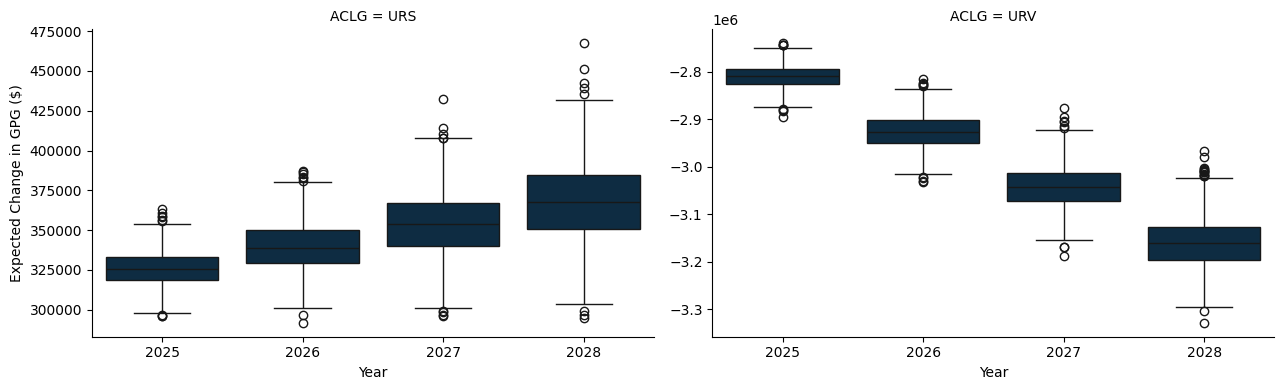 ACLG = URS
475000
450000
425000
400000
375000
350000
325000
300000
Expected Change in GPG ($)
2025 2026 2027 2028
Year
ACLG = URV
1e6
−2.8
−2.9
−3.0
−3.1
−3.2
−3.3
2025 2026 2027 2028
Year